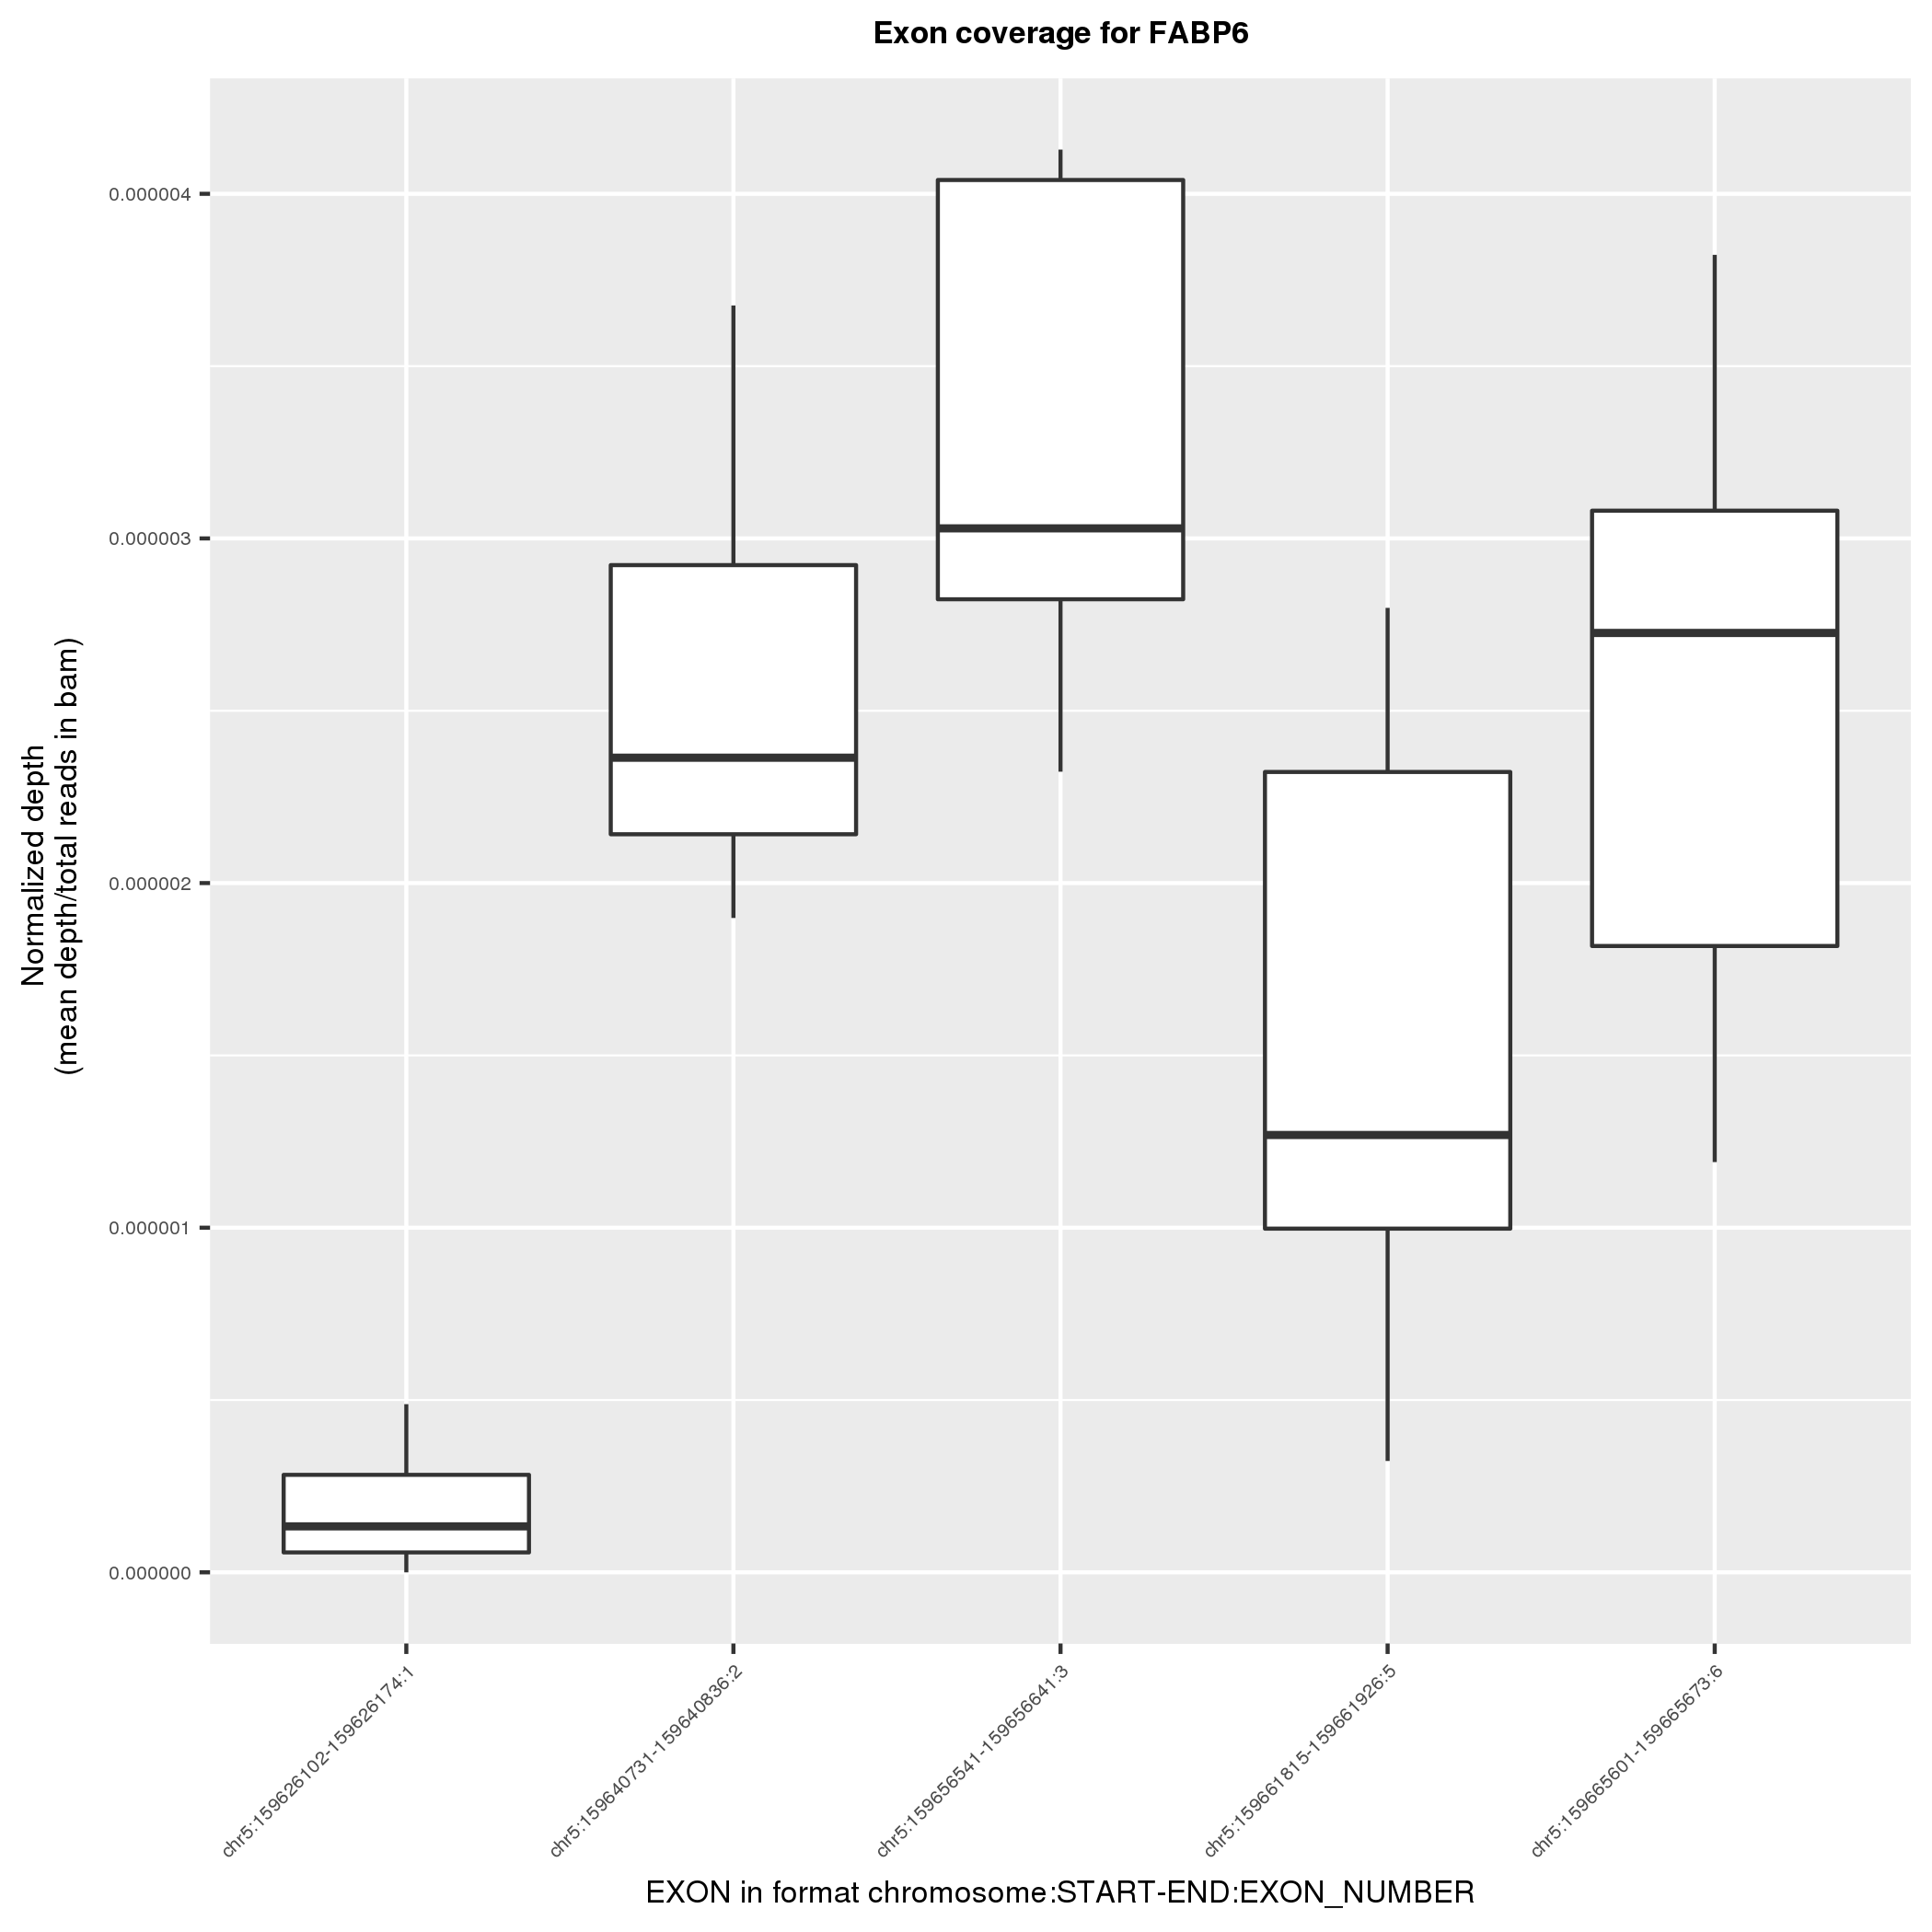 Exon coverage for FABP6
Normalized depth
(mean depth/total reads in bam)
0.000004
0.000003
0.000002
0.000001
0.000000
chr5:159626102-159626174:1
chr5:159640731-159640836:2
chr5:159656541-159656641:3
chr5:159661815-159661926:5
chr5:159665601-159665673:6
EXON in format chromosome:START-END:EXON_NUMBER